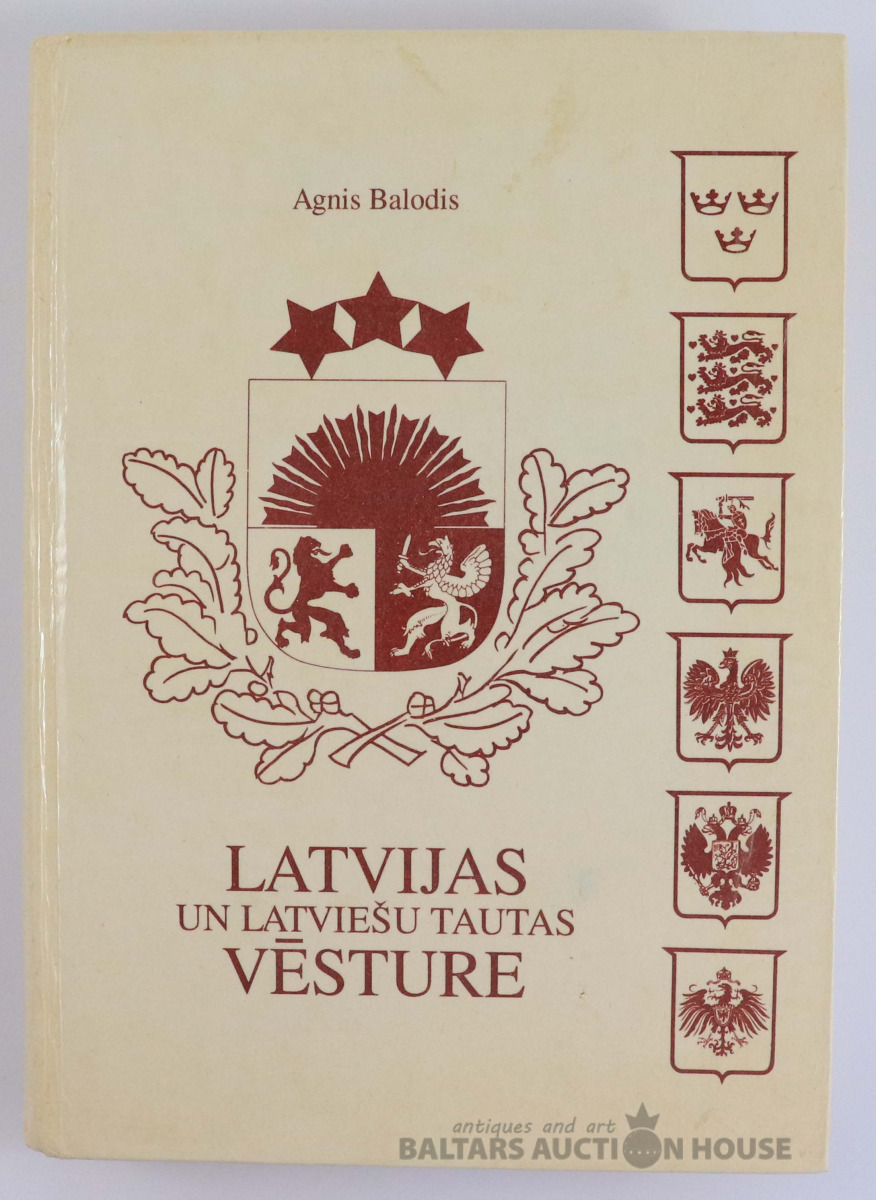 Agnis Balodis
LATVIJAS
UN LATVIEŠU TAUTAS
VĒSTURE
antiques and art
BALTARS AUCTION HOUSE